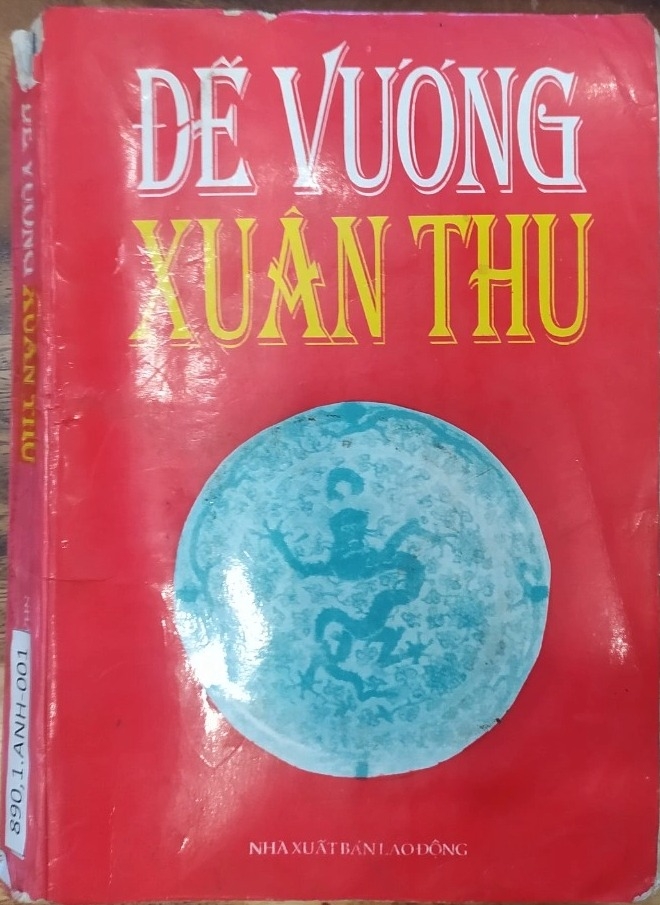 ĐẾ VƯƠNG
XUÂN THU
NHÀ XUẤT BẢN LAO ĐỘNG
ĐẾ VƯƠNG XUÂN THU
890,1.ANH-001